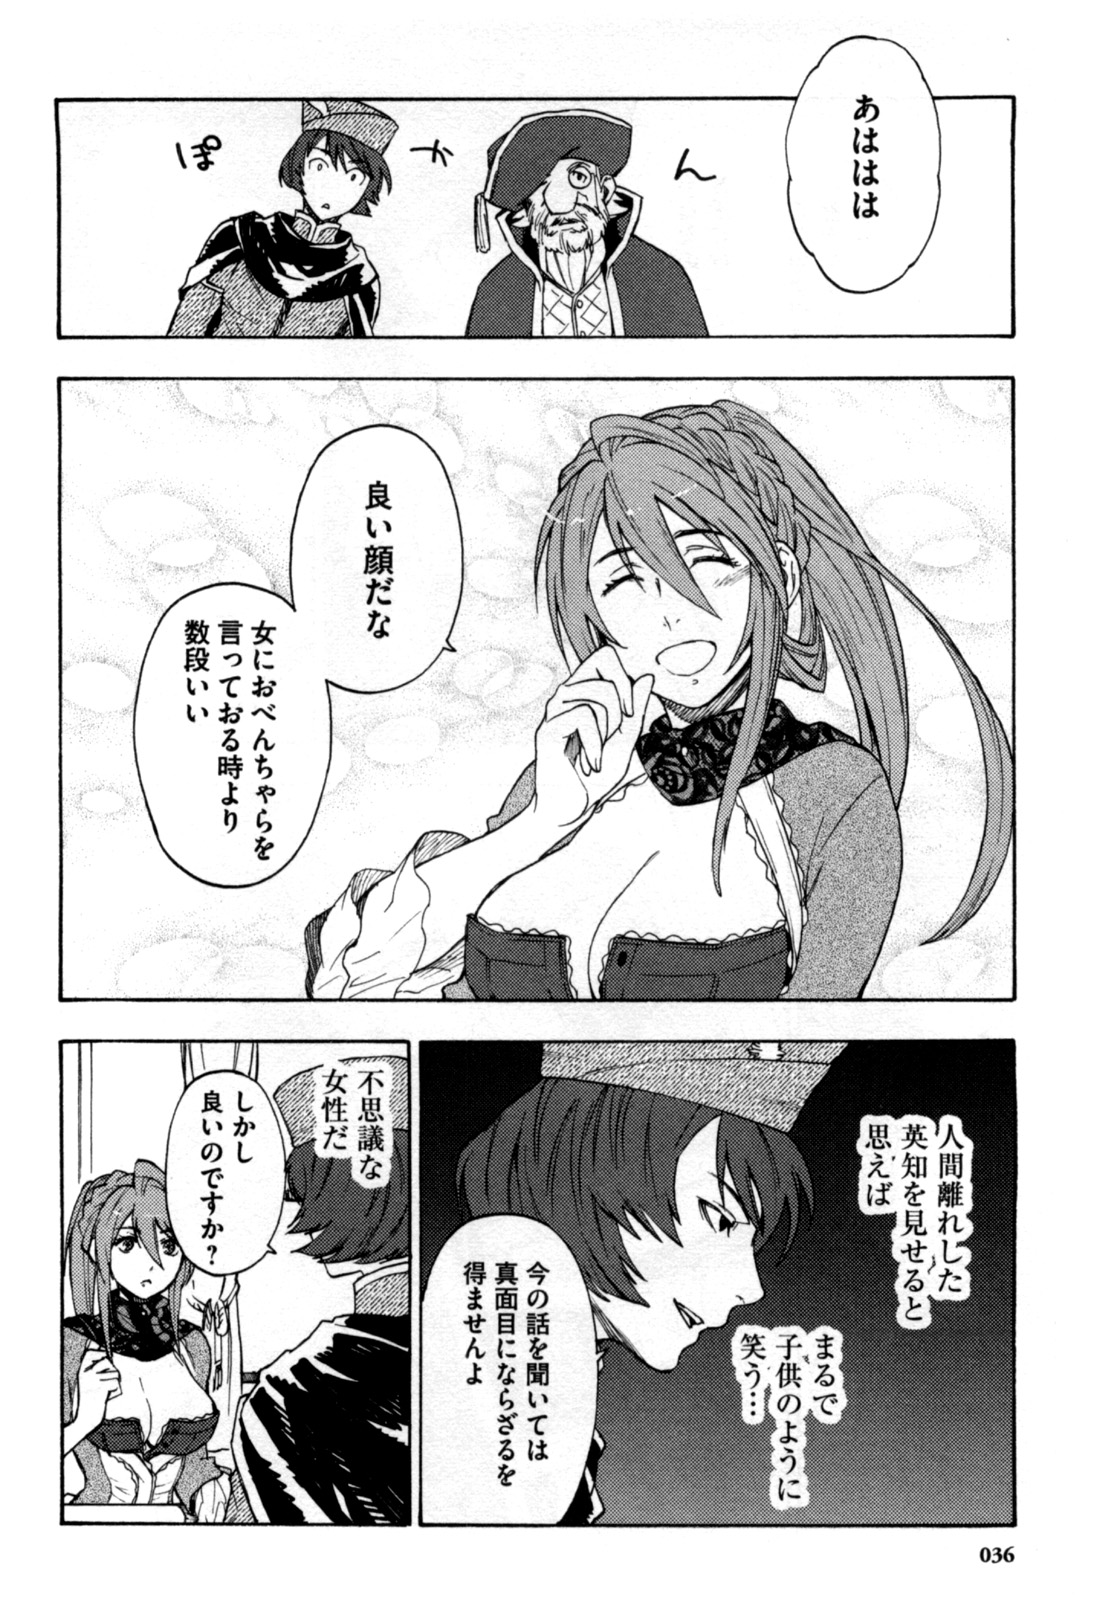 あははは
ぽかん
良い顔だな
女におべんちゃらを
言っておる時より
数段いい
人間離れした
英知を見せると
思えば
まるで
子供のように
笑う…
今の話を聞いては
真面目にならざるを
得ませんよ
不思議な
女性だ
しかし
良いのですか？
036